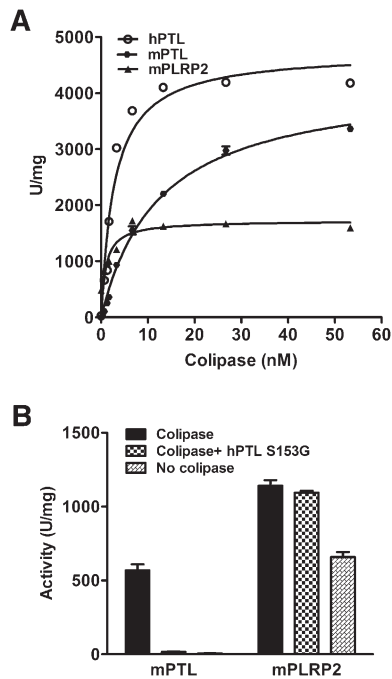 A
hPTL
mPTL
mPLRP2
5000
4000
3000
2000
1000
0
U/mg
0 10 20 30 40 50 60
Colipase (nM)
B
Colipase
Colipase+ hPTL S153G
No colipase
1500
1000
500
0
Activity (U/mg)
mPTL mPLRP2